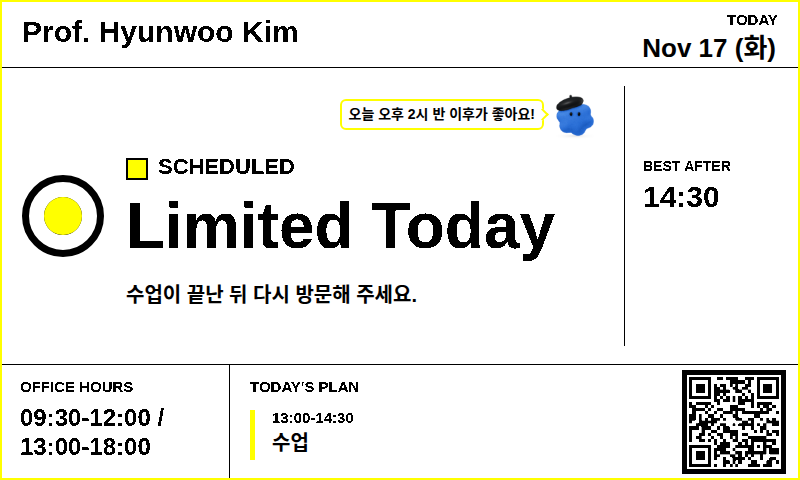 Prof. Hyunwoo Kim
TODAY
Nov 17 (화)
오늘 오후 2시 반 이후가 좋아요!
SCHEDULED
Limited Today
수업이 끝난 뒤 다시 방문해 주세요.
BEST AFTER
14:30
OFFICE HOURS
09:30-12:00 /
13:00-18:00
TODAY'S PLAN
13:00-14:30
수업